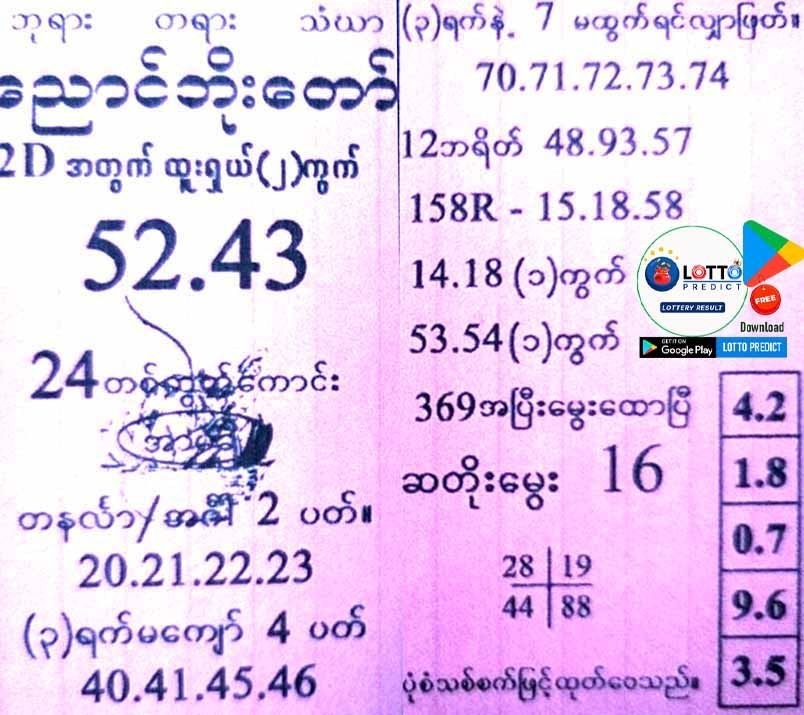 ဘုရား တရား သံဃာ
ညောင်ဘိုးတော်
2D အတွက် ထူးရှယ်(၂)ကွက်
52.43
24 ကောင်း
တနင်္လာ/အင်္ဂါ 2 ပတ်။
20.21.22.23
(၃)ရက်မကျော် 4 ပတ်
40.41.45.46
(၃)ရက်နဲ့ 7 မထွက်ရင်လျှာဖြတ်။
70.71.72.73.74
12ဘရိတ် 48.93.57
158R - 15.18.58
14.18 (၁)ကွက်
53.54 (၁)ကွက်
369အပြီးမွေးထောပြီ
ဆတိုးမွေး 16
28 19
44 88
ပုံစံသစ်စက်ဖြင့်ထုတ်ဝေသည်။
4.2
1.8
0.7
9.6
3.5
LOTTO
PREDICT
LOTTERY RESULT
FREE
Download
GET IT ON
Google Play
LOTTO PREDICT